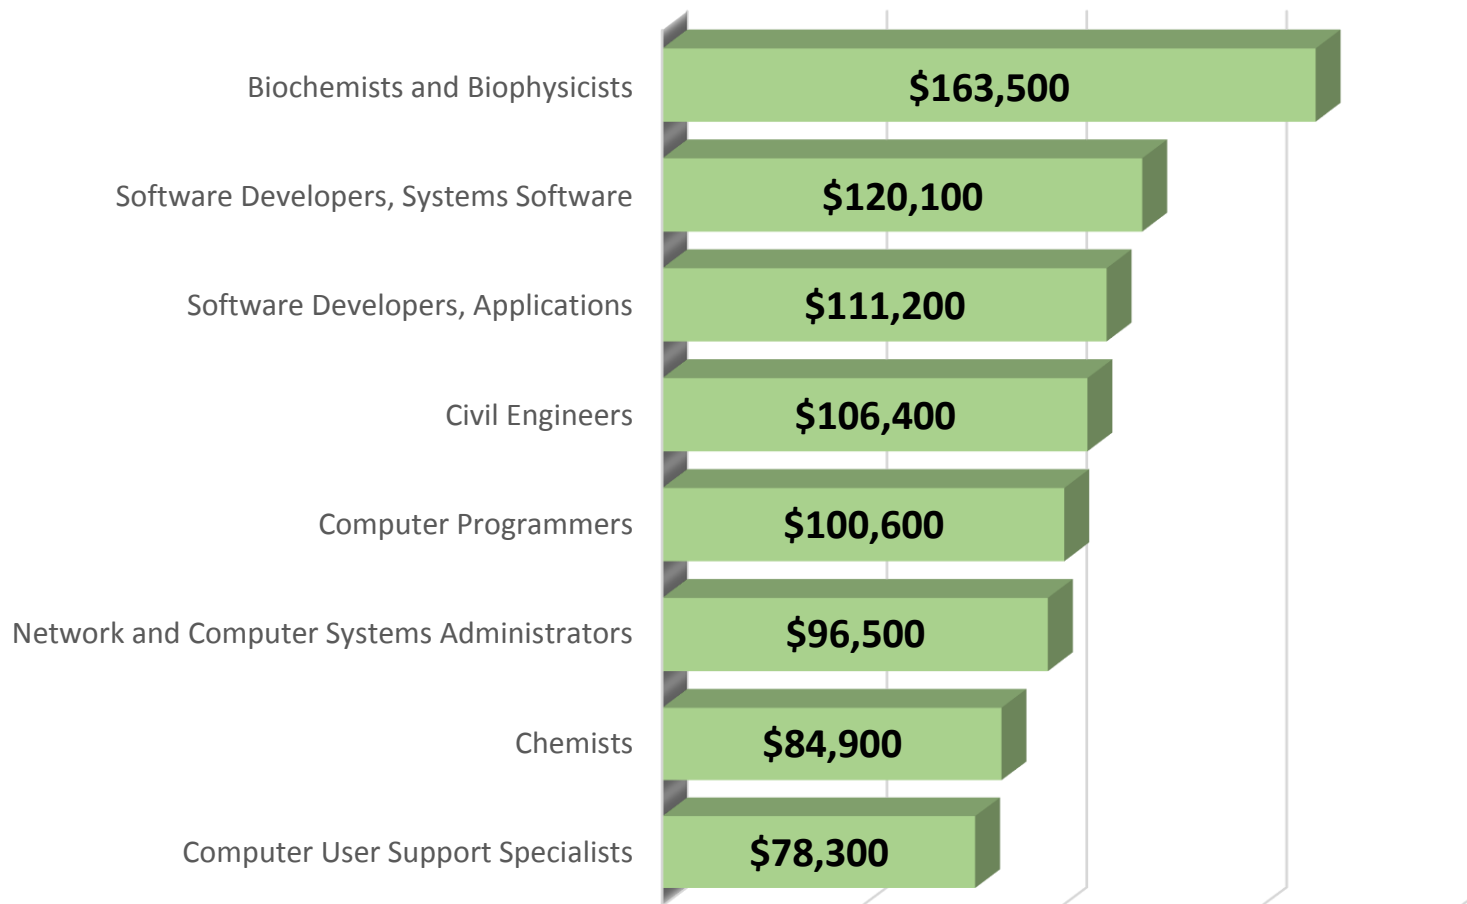 Biochemists and Biophysicists $163,500
Software Developers, Systems Software $120,100
Software Developers, Applications $111,200
Civil Engineers $106,400
Computer Programmers $100,600
Network and Computer Systems Administrators $96,500
Chemists $84,900
Computer User Support Specialists $78,300